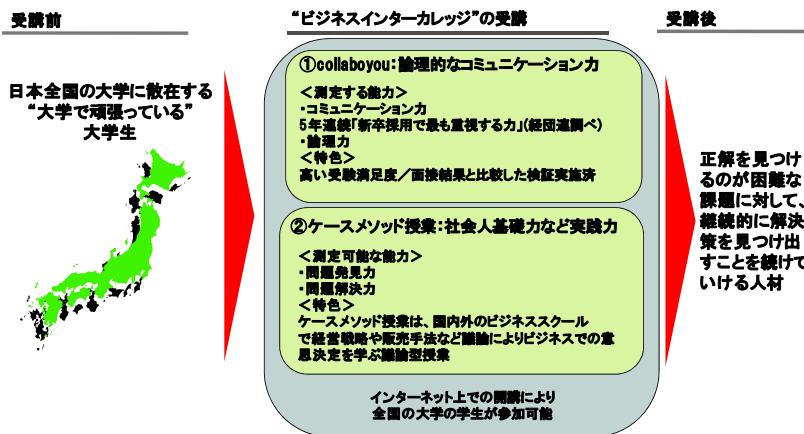 受講前
“ビジネスインターカレッジ”の受講
受講後
日本全国の大学に散在する
“大学で頑張っている”
大学生
①collaboyou:論理的なコミュニケーション力
＜測定する能力＞
・コミュニケーション力
5年連続「新卒採用で最も重視する力」(経団連調べ)
・論理力
＜特色＞
高い受験満足度／面接結果と比較した検証実施済
②ケースメソッド授業:社会人基礎力など実践力
＜測定可能な能力＞
・問題発見力
・問題解決力
＜特色＞
ケースメソッド授業は、国内外のビジネススクール
で経営戦略や販売手法など議論によりビジネスでの意
思決定を学ぶ議論型授業
インターネット上での開講により
全国の大学の学生が参加可能
正解を見つけ
るのが困難な
課題に対して、
継続的に解決
策を見つけ出
すことを続けて
いける人材